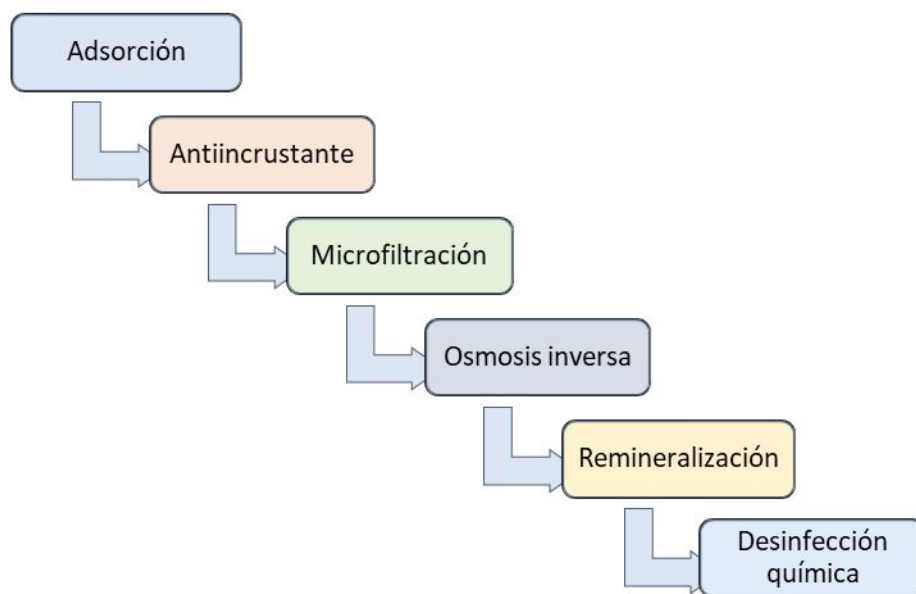 Adsorción
Antiincrustante
Microfiltración
Osmosis inversa
Remineralización
Desinfección
química